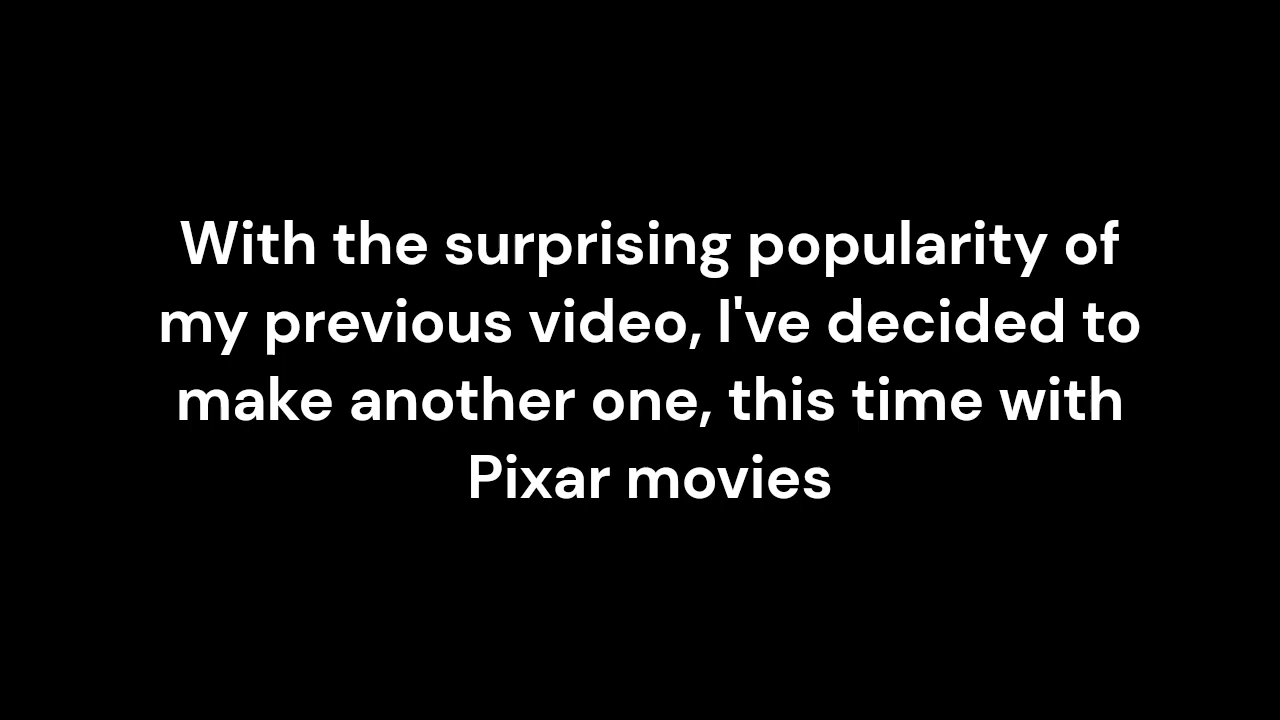 With the surprising popularity of
my previous video, I've decided to
make another one, this time with
Pixar movies